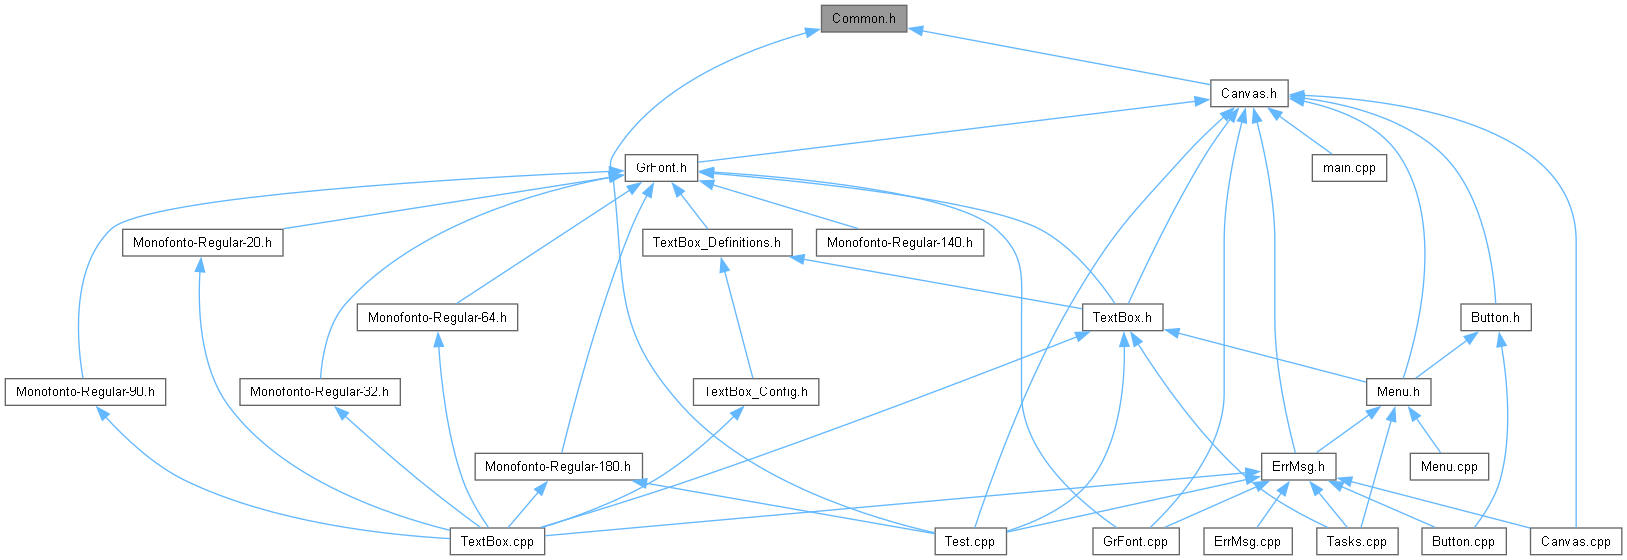 Common.h
Canvas.h
GrFont.h
main.cpp
Monofonto-Regular-20.h
TextBox_Definitions.h
Monofonto-Regular-140.h
Monofonto-Regular-64.h
TextBox.h
Button.h
Monofonto-Regular-90.h
Monofonto-Regular-32.h
TextBox_Config.h
Menu.h
Monofonto-Regular-180.h
ErrMsg.h
Menu.cpp
TextBox.cpp
Test.cpp
GrFont.cpp
ErrMsg.cpp
Tasks.cpp
Button.cpp
Canvas.cpp